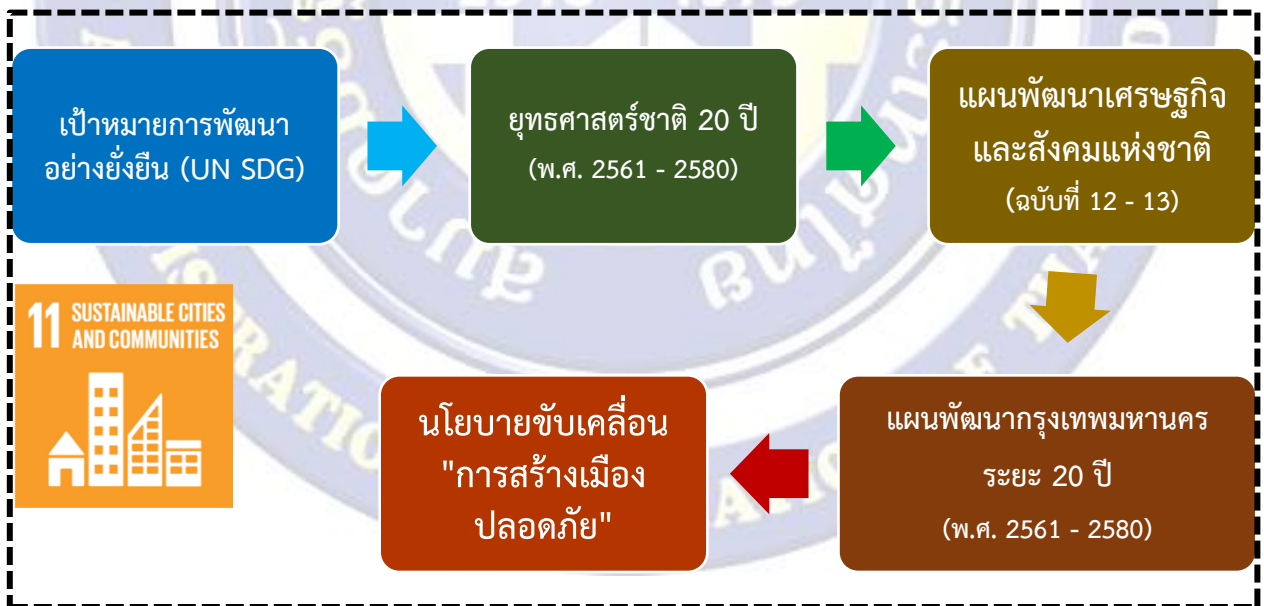 เป้าหมายการพัฒนา
อย่างยั่งยืน (UN SDG)
ยุทธศาสตร์ชาติ 20 ปี
(พ.ศ. 2561 - 2580)
แผนพัฒนาเศรษฐกิจ
และสังคมแห่งชาติ
(ฉบับที่ 12 - 13)
11 SUSTAINABLE CITIES
AND COMMUNITIES
นโยบายขับเคลื่อน
"การสร้างเมือง
ปลอดภัย"
แผนพัฒนากรุงเทพมหานคร
ระยะ 20 ปี
(พ.ศ. 2561 - 2580)